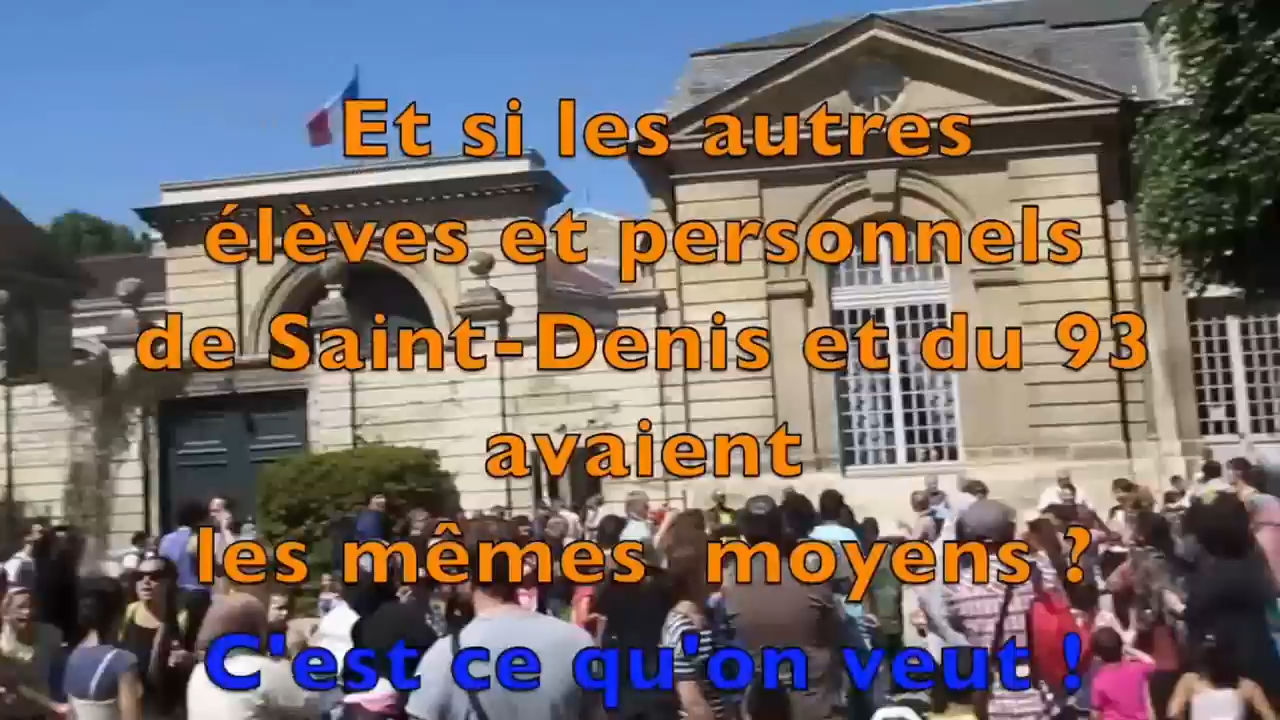 Et si les autres
élèves et personnels
de Saint-Denis et du 93
avaient
les mêmes  moyens ?
C'est ce qu'on veut !